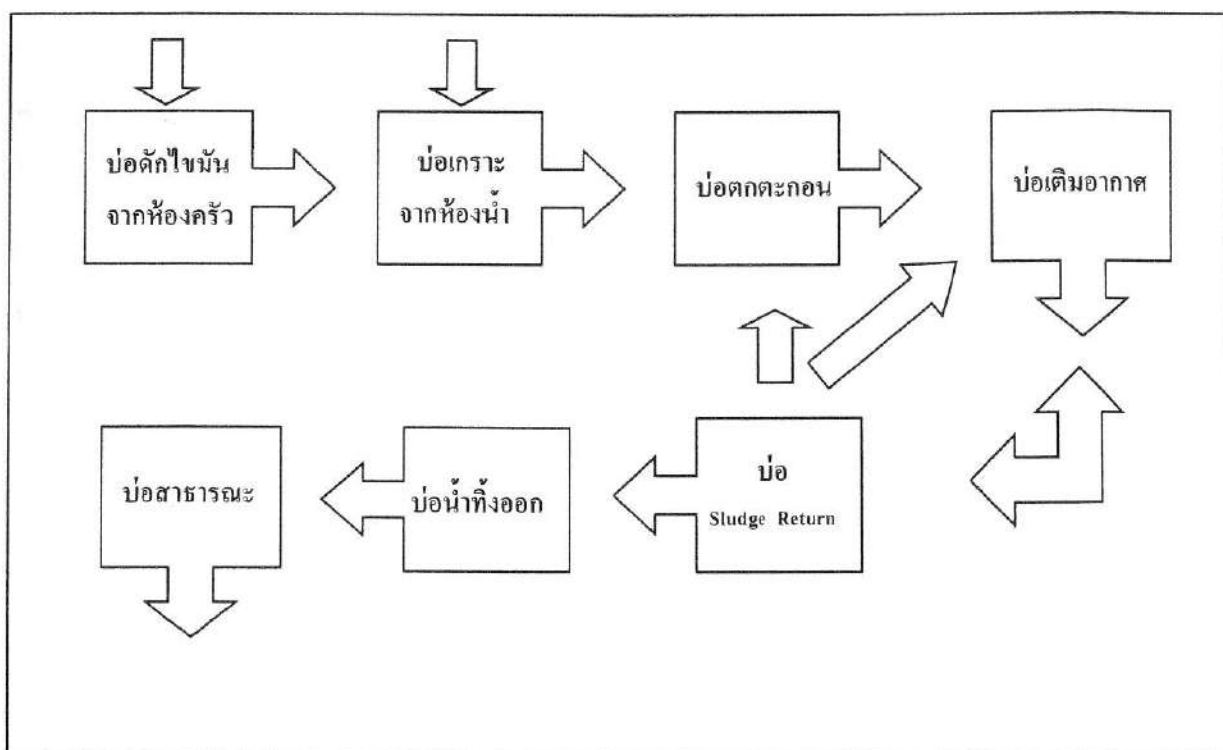 บ่อดักไขมัน
จากห้องครัว
บ่อเกราะ
จากห้องน้ำ
บ่อตกตะกอน
บ่อเติมอากาศ
บ่อสาธารณะ
บ่อน้ำทิ้งออก
บ่อ
Sludge Return